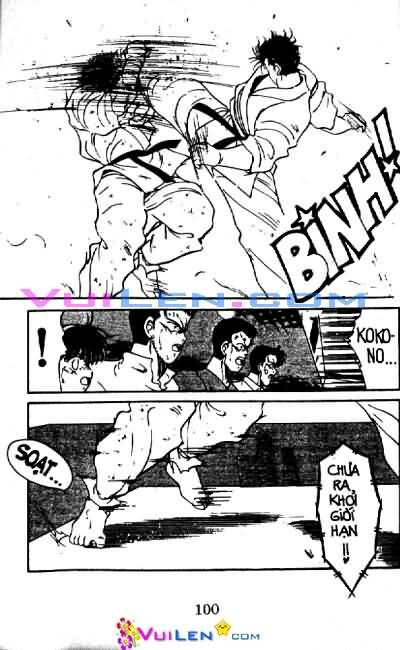 BÌNH!
VUILEN.COM
!
KOKO-
NO...
SOẠT...
CHƯA
RA
KHỎI
GIỚI
HẠN
!!
100
VUILEN.COM